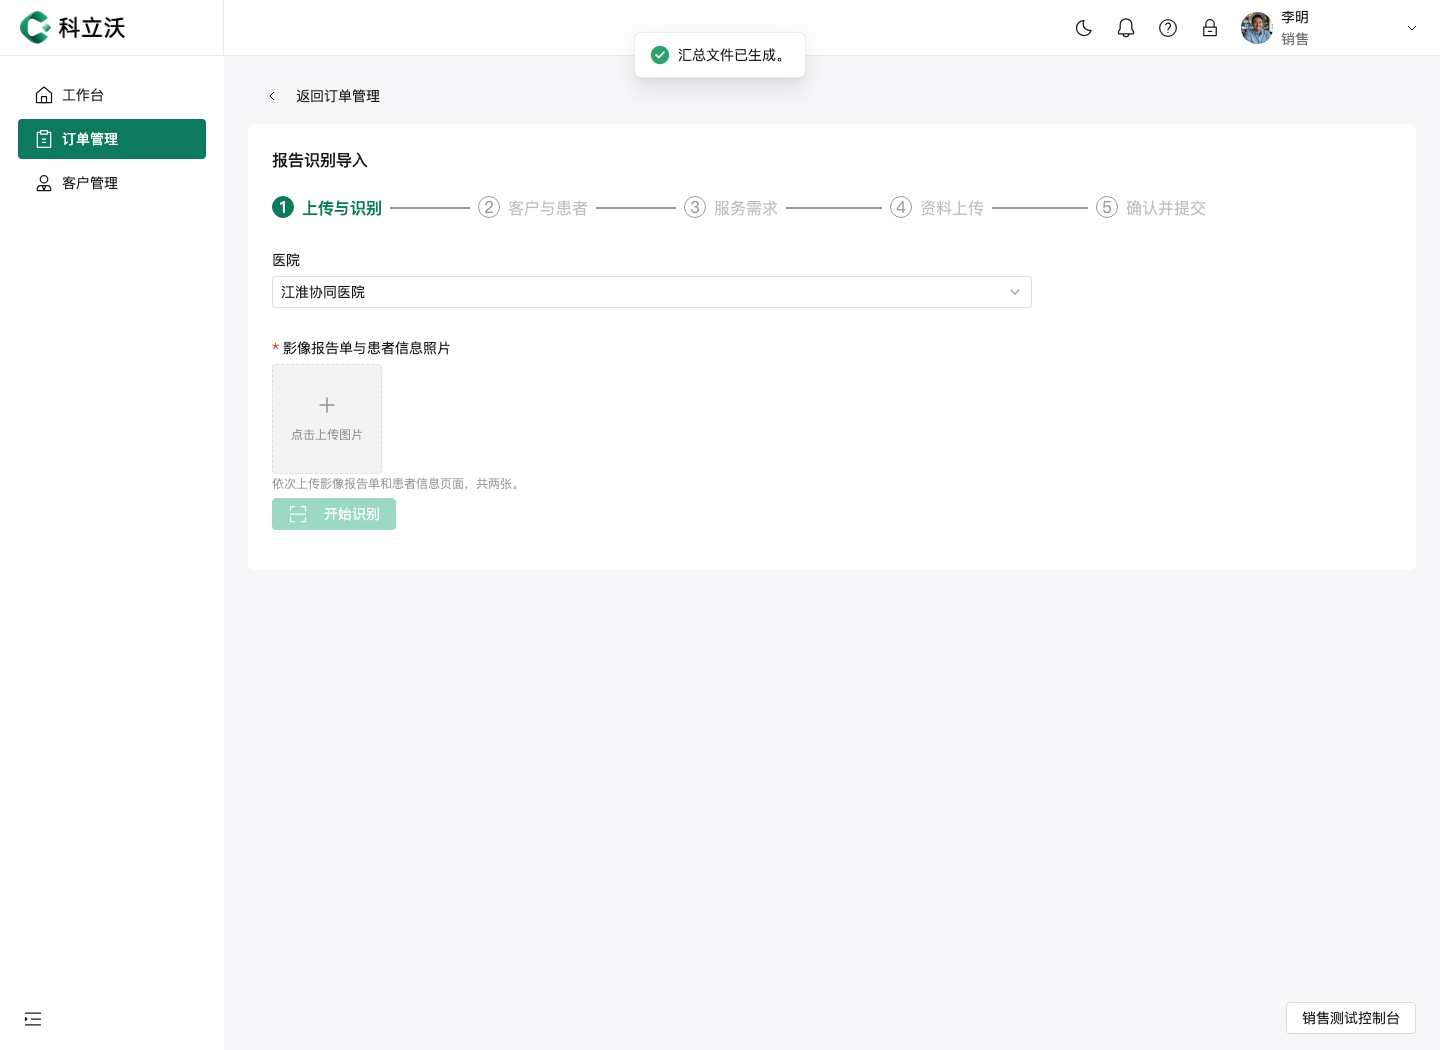 科立沃
汇总文件已生成。
李明
销售
工作台
订单管理
客户管理
返回订单管理
报告识别导入
1 上传与识别
2 客户与患者
3 服务需求
4 资料上传
5 确认并提交
医院
江淮协同医院
* 影像报告单与患者信息照片
点击上传图片
依次上传影像报告单和患者信息页面，共两张。
开始识别
销售测试控制台